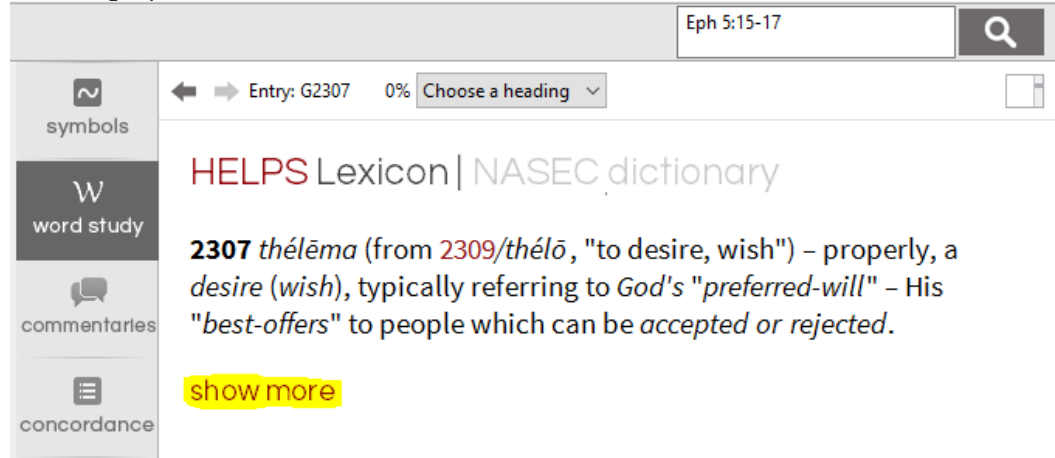 Eph 5:15-17
symbols
W
word study
commentaries
concordance
Entry: G2307 0% Choose a heading
HELPS Lexicon | NASEC dictionary
2307 thélēma (from 2309/thélō, "to desire, wish") – properly, a
desire (wish), typically referring to God's "preferred-will" – His
"best-offers" to people which can be accepted or rejected.
show more